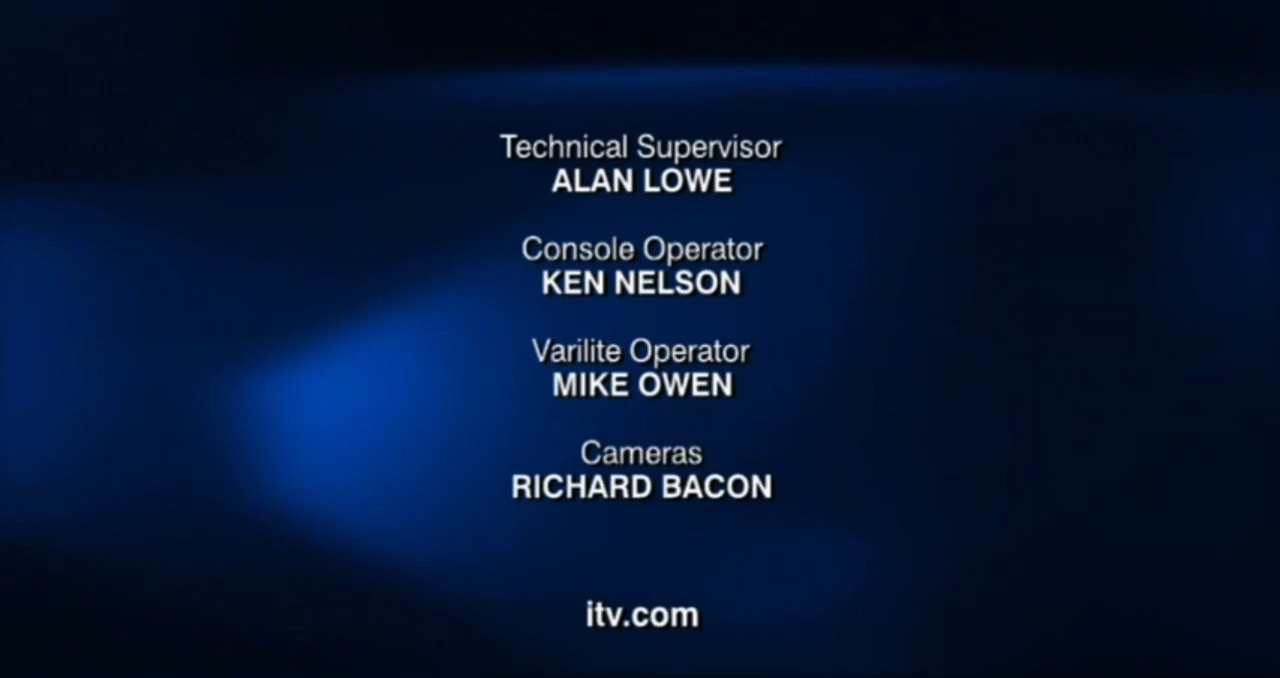 Technical Supervisor
ALAN LOWE
Console Operator
KEN NELSON
Varilite Operator
MIKE OWEN
Cameras
RICHARD BACON
itv.com